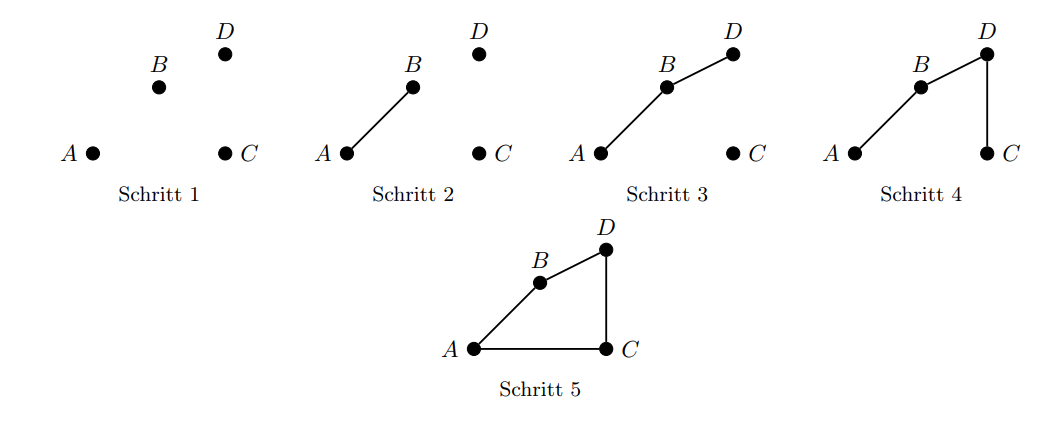 D D D D
B B B B
A C A C A C A C
Schritt 1 Schritt 2 Schritt 3 Schritt 4
D
B
A C
Schritt 5